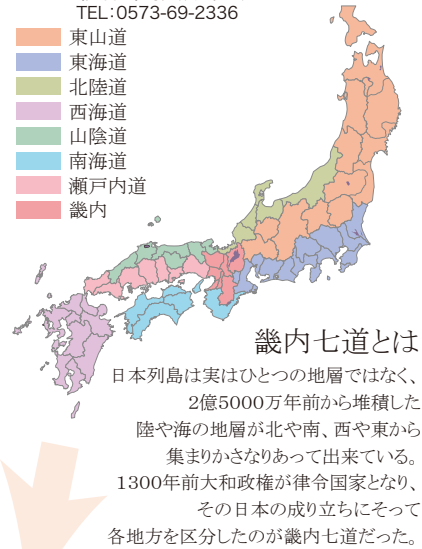 TEL:0573-69-2336
東山道
東海道
北陸道
西海道
山陰道
南海道
瀬戸内道
畿内
畿内七道とは
日本列島は実はひとつの地層ではなく、
2億5000万年前から堆積した
陸や海の地層が北や南、西や東から
集まりかさなりあって出来ている。
1300年前大和政権が律令国家となり、
その日本の成り立ちにそって
各地方を区分したのが畿内七道だった。